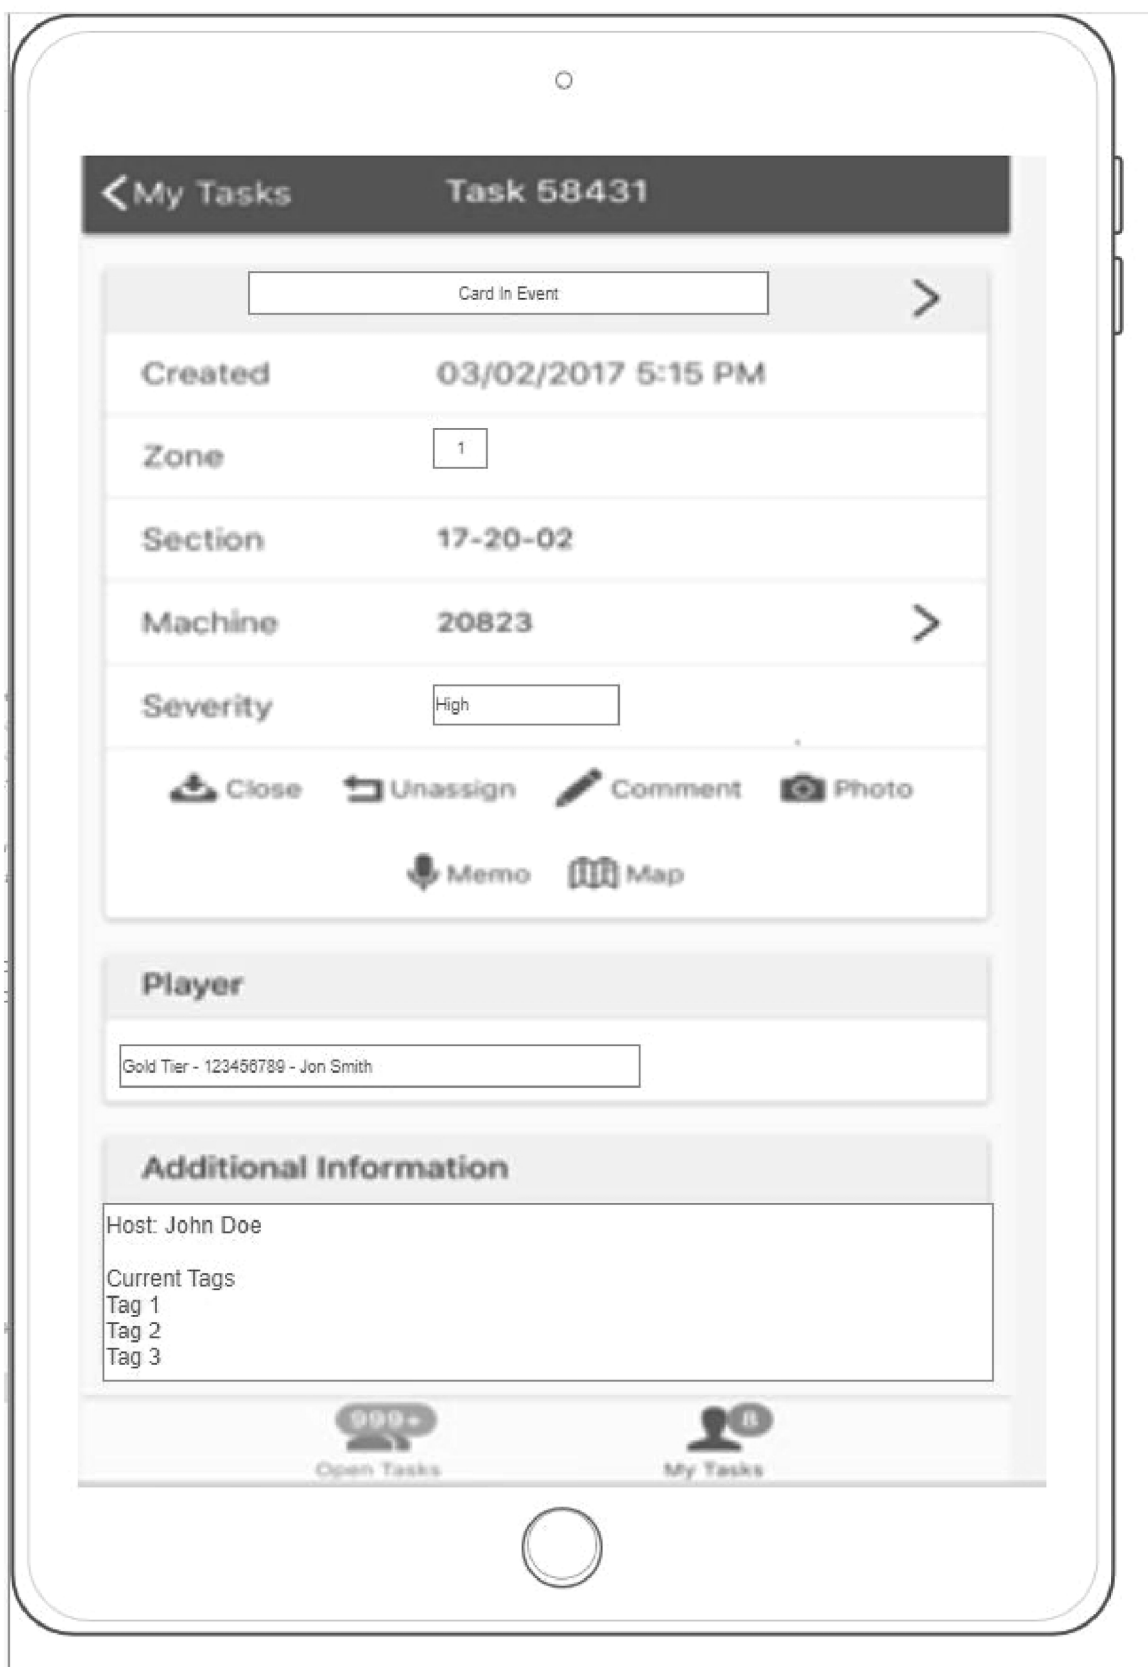 My Tasks Task 58431
Card In Event
Created 03/02/2017 5:15 PM
Zone 1
Section 17-20-02
Machine 20823
Severity High
Close Unassign Comment Photo
Memo Map
Player
Gold Tier - 123456789 - Jon Smith
Additional Information
Host: John Doe
Current Tags
Tag 1
Tag 2
Tag 3
999+ 8
Open Tasks My Tasks